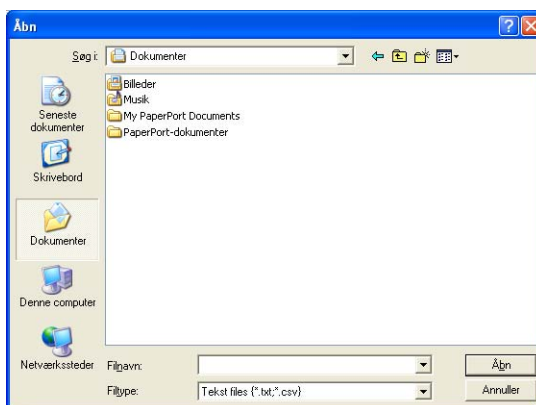 Åbn
Søg i:
Dokumenter
Seneste
dokumenter
Skrivebord
Dokumenter
Denne computer
Netværkssteder
Billeder
Musik
My PaperPort Documents
PaperPort-dokumenter
Filnavn:
Åbn
Filtype:
Tekst files {*.txt;*.csv}
Annuller